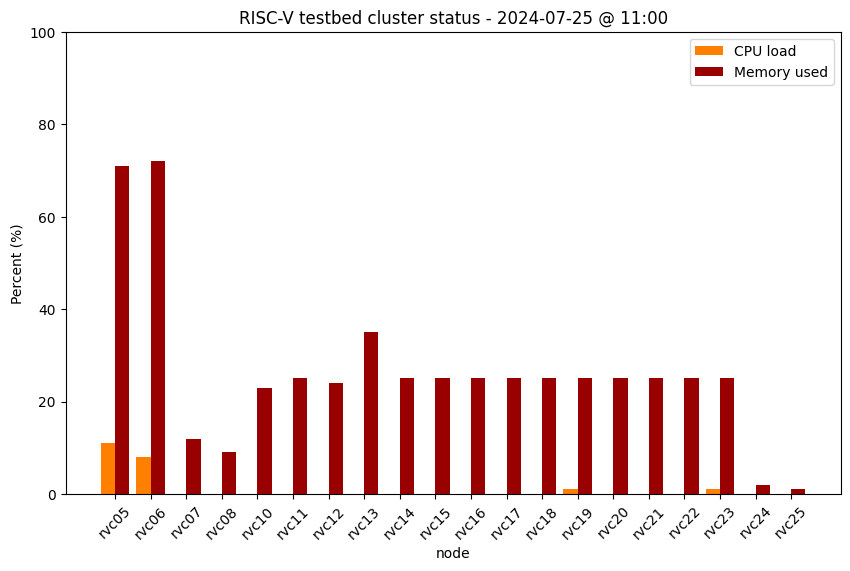 RISC-V testbed cluster status - 2024-07-25 @ 11:00
CPU load
Memory used
Percent (%)
100
80
60
40
20
0
rvc05
rvc06
rvc07
rvc08
rvc10
rvc11
rvc12
rvc13
rvc14
rvc15
rvc16
rvc17
rvc18
rvc19
rvc20
rvc21
rvc22
rvc23
rvc24
rvc25
node